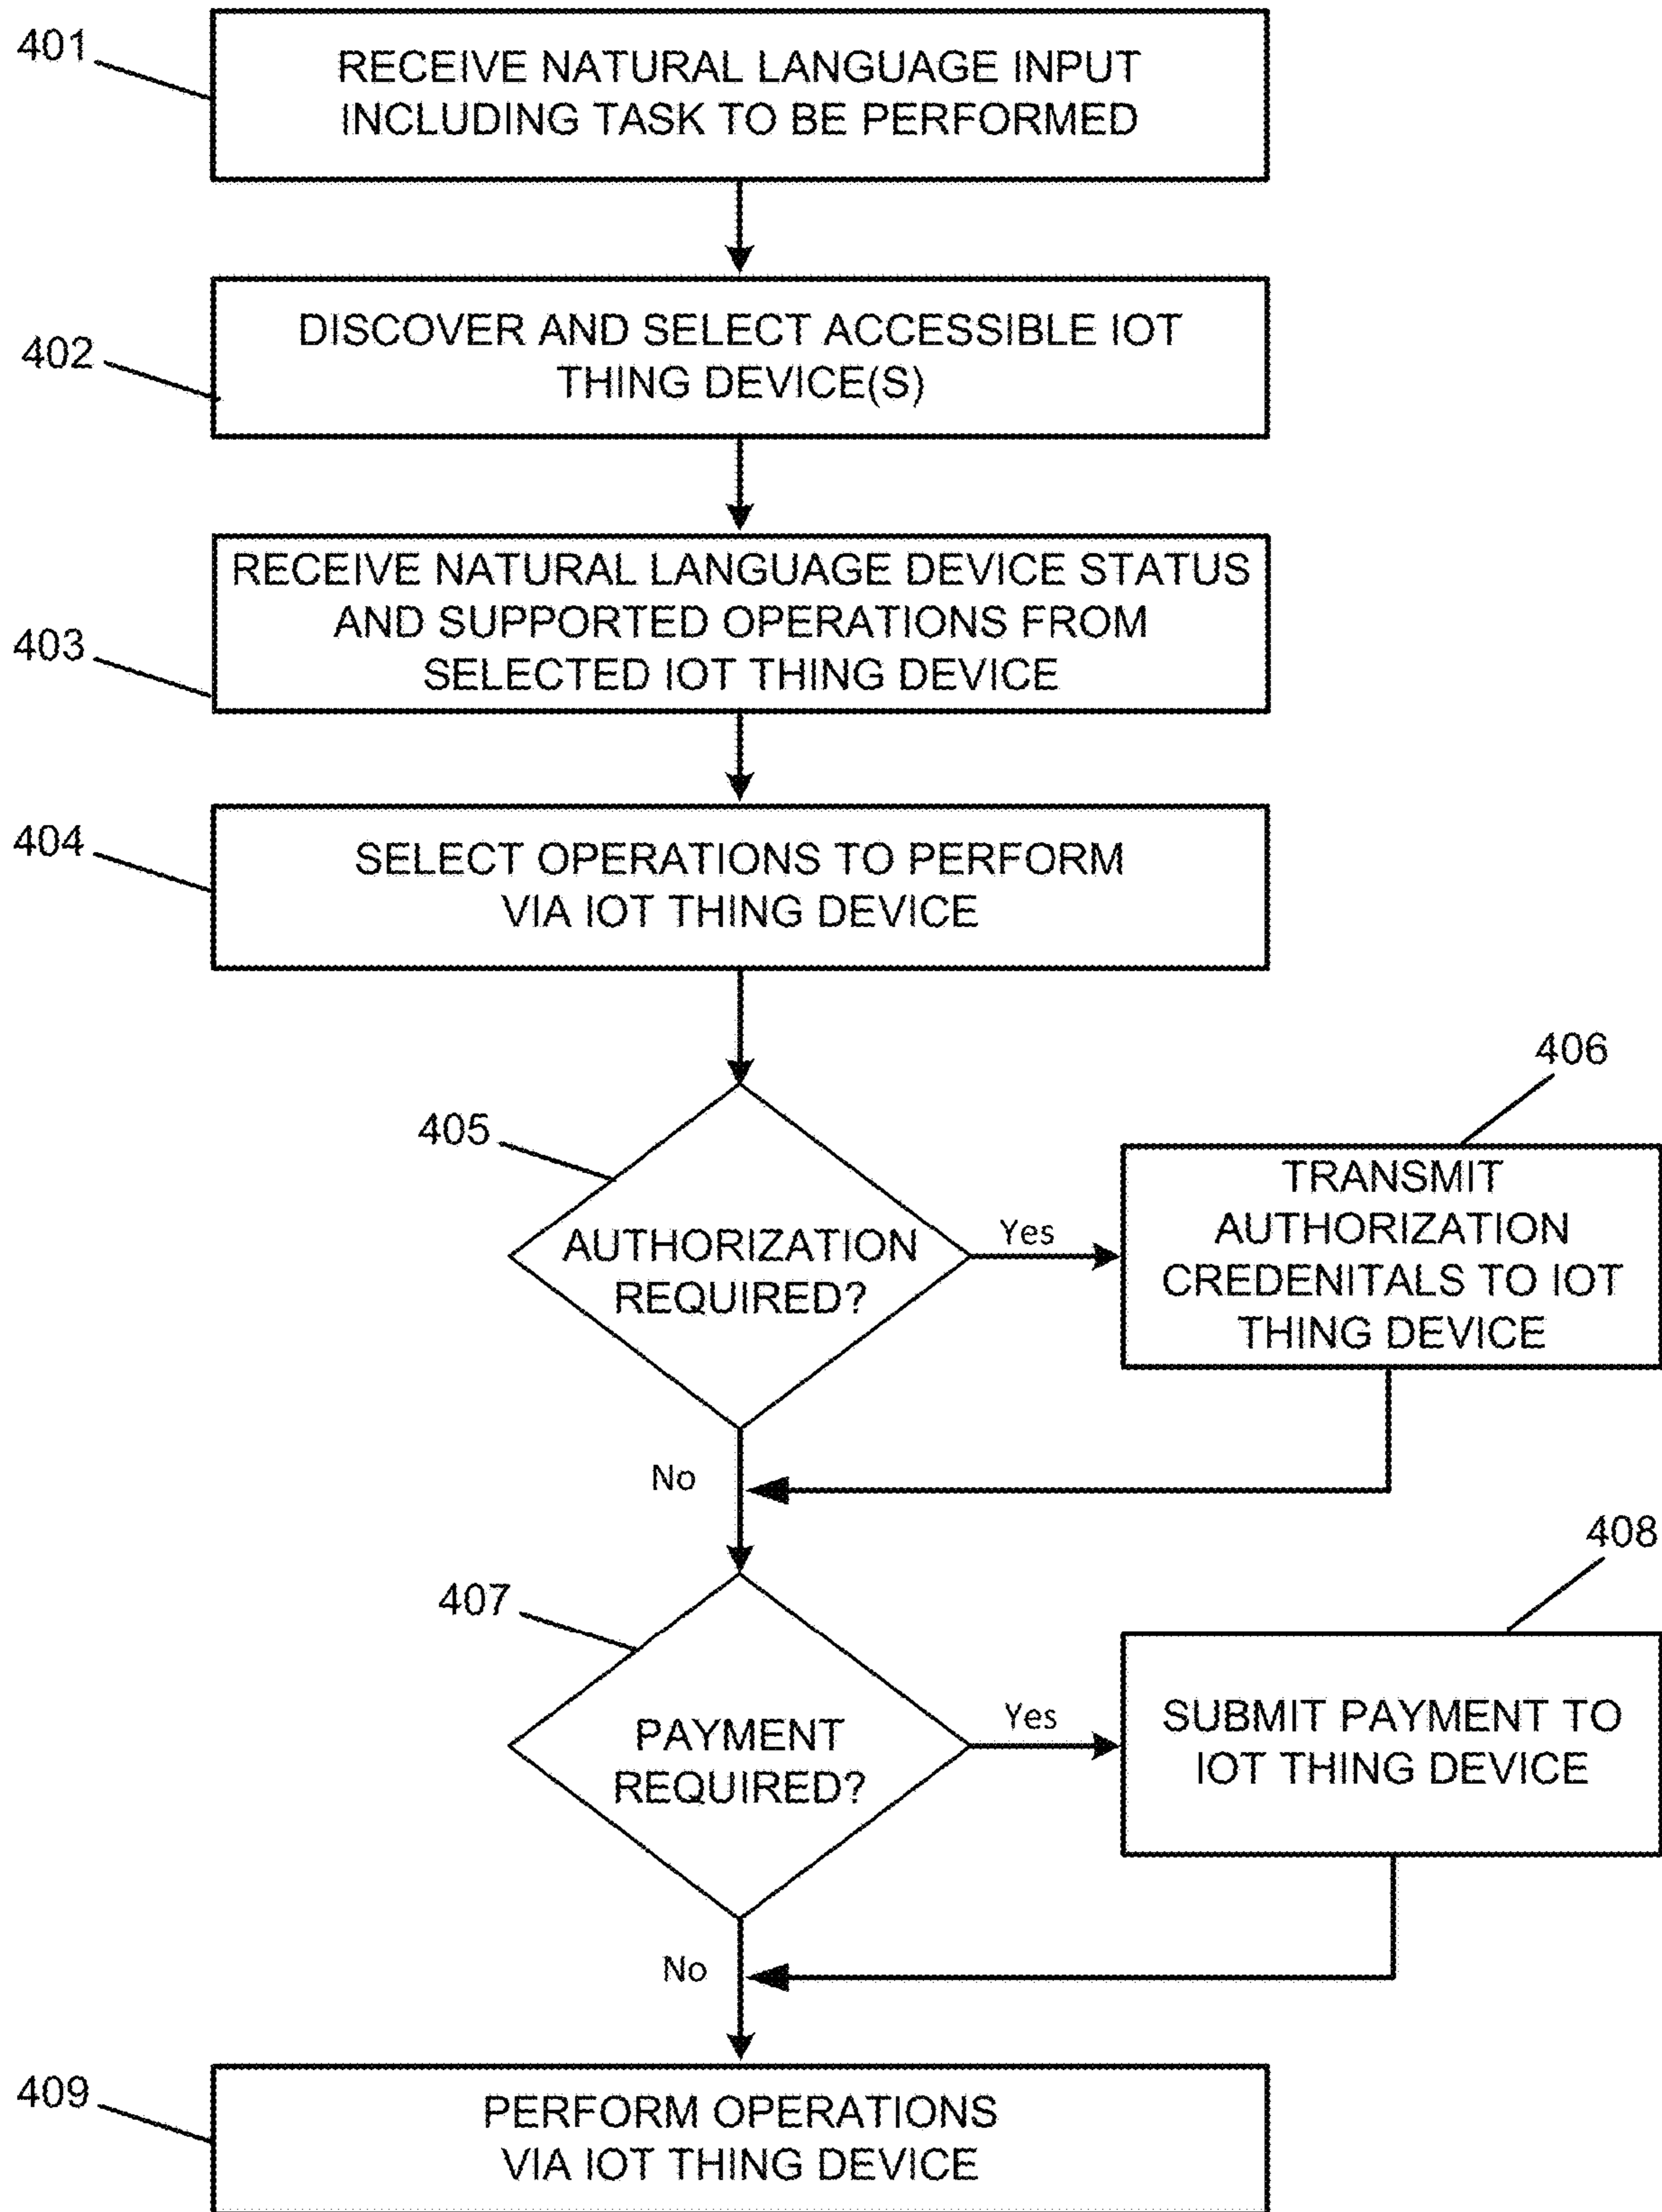 401
RECEIVE NATURAL LANGUAGE INPUT
INCLUDING TASK TO BE PERFORMED
402
DISCOVER AND SELECT ACCESSIBLE IOT
THING DEVICE(S)
403
RECEIVE NATURAL LANGUAGE DEVICE STATUS
AND SUPPORTED OPERATIONS FROM
SELECTED IOT THING DEVICE
404
SELECT OPERATIONS TO PERFORM
VIA IOT THING DEVICE
405
AUTHORIZATION
REQUIRED?
Yes
406
TRANSMIT
AUTHORIZATION
CREDENITALS TO IOT
THING DEVICE
No
407
PAYMENT
REQUIRED?
Yes
408
SUBMIT PAYMENT TO
IOT THING DEVICE
No
409
PERFORM OPERATIONS
VIA IOT THING DEVICE